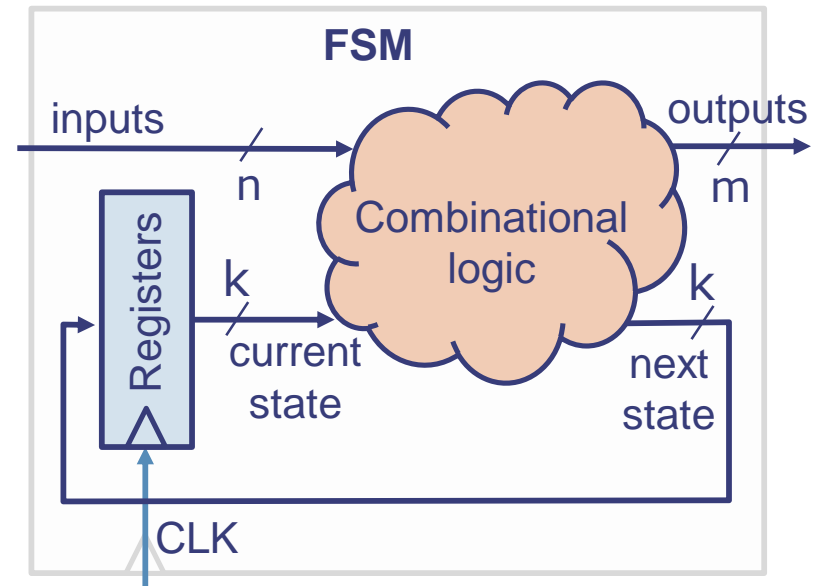 FSM
inputs
outputs
n
m
Registers
Combinational
logic
k
current
state
k
next
state
CLK